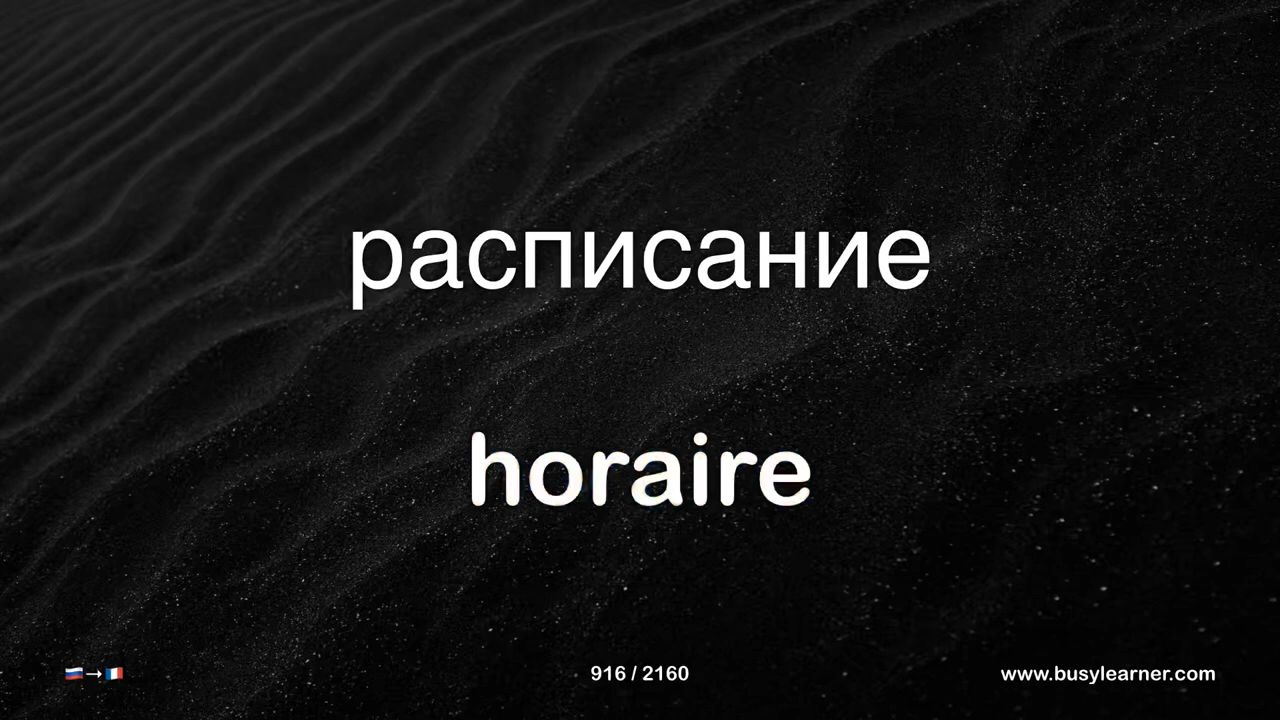 расписание
horaire
🇷🇺→🇫🇷
916 / 2160
www.busylearner.com